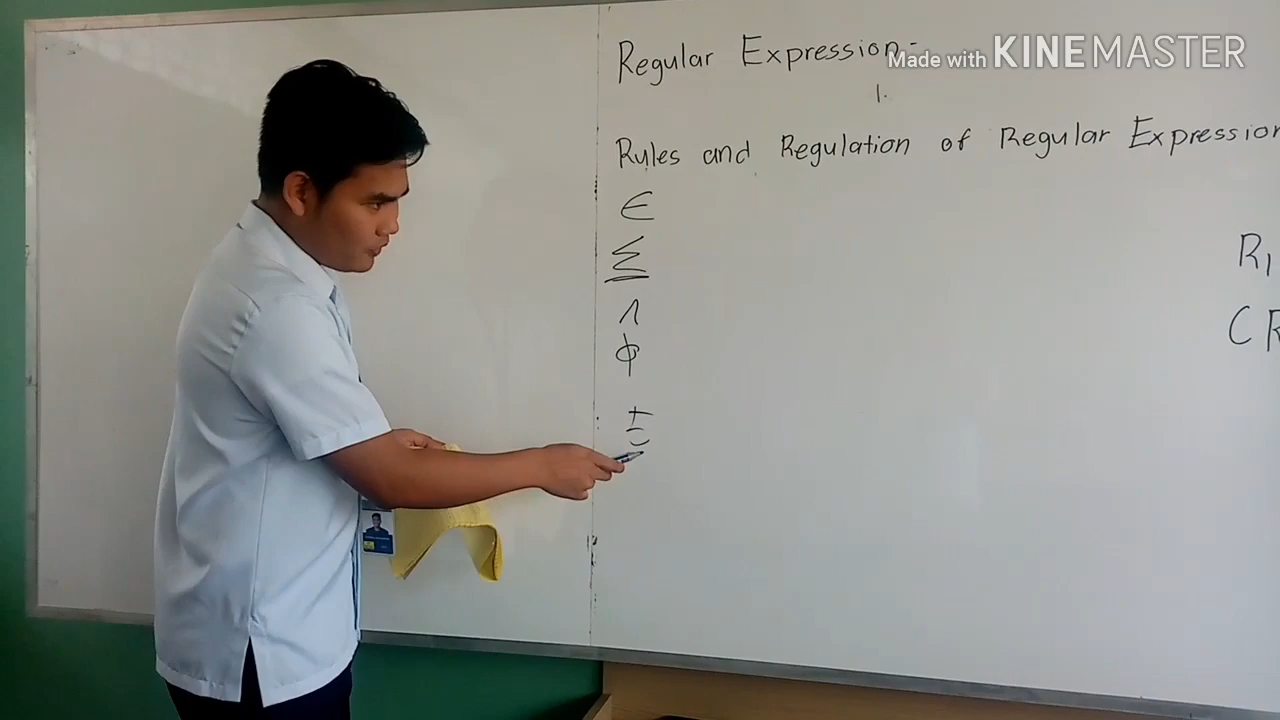 Regular Expression-
Made with KINEMASTER
1.
Rules and Regulation of Regular Expression
ϵ
Σ
R1
Λ
CR
ϕ
+